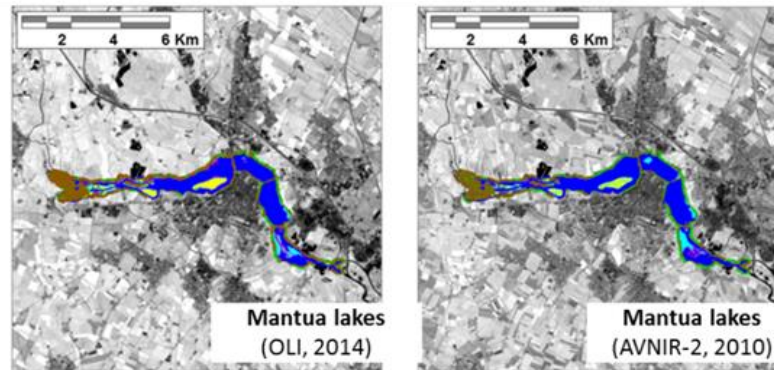 2 4 6 Km
Mantua lakes
(OLI, 2014)
2 4 6 Km
Mantua lakes
(AVNIR-2, 2010)